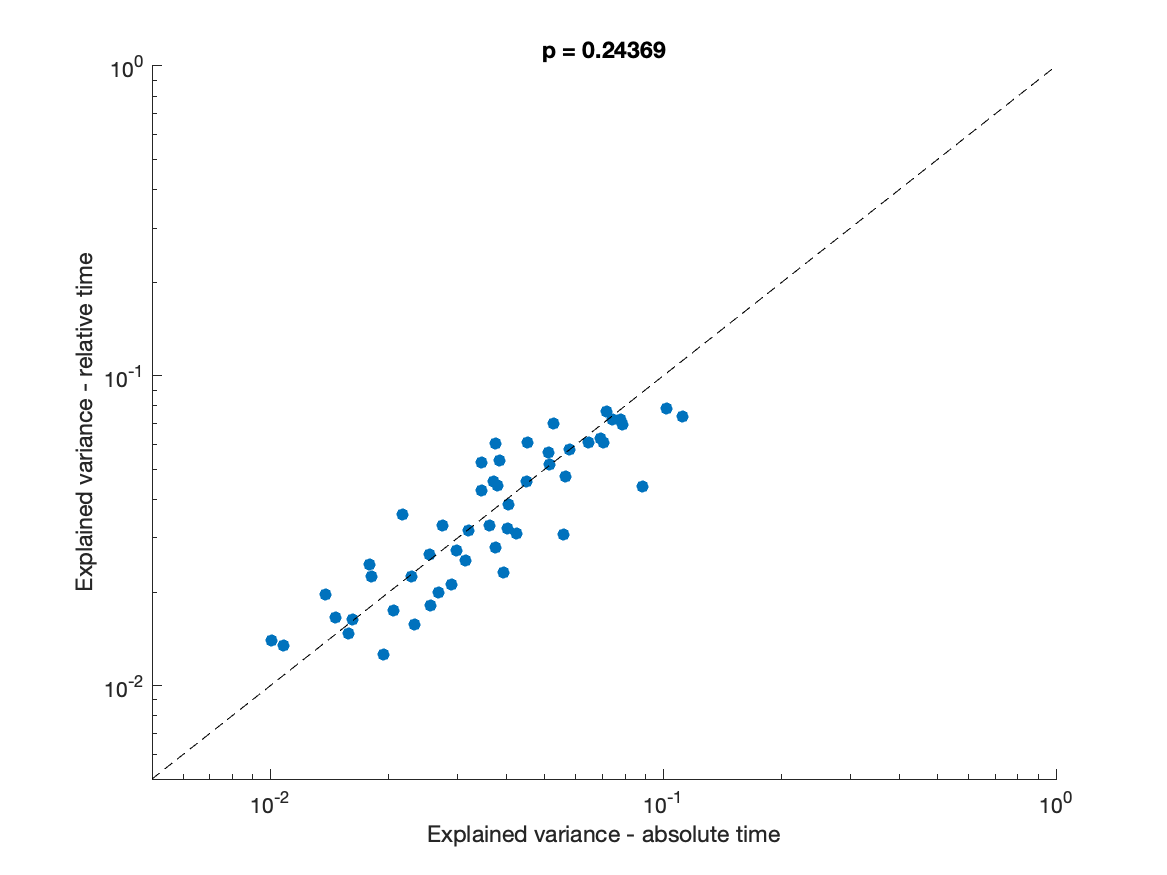 p = 0.24369
10^0
10^-1
10^-2
Explained variance - relative time
10^-2 10^-1 10^0
Explained variance - absolute time